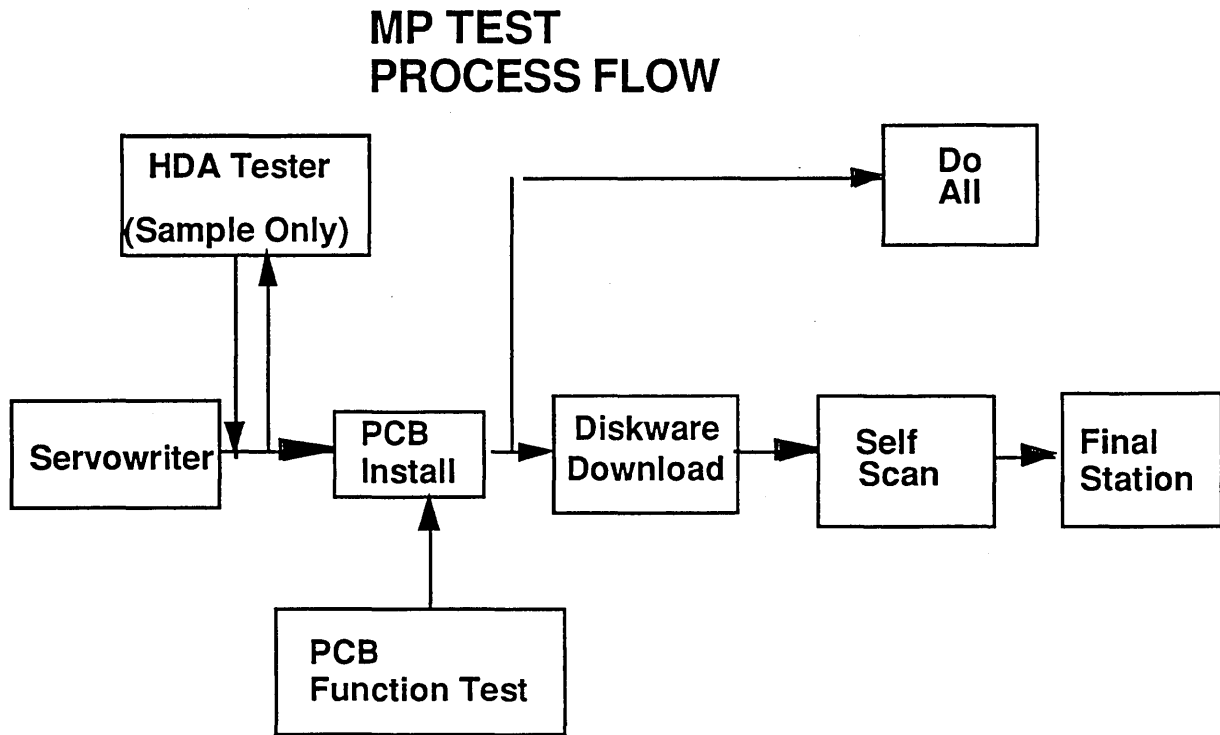 MP TEST
PROCESS FLOW
HDA Tester
(Sample Only)
Do
All
Servowriter
PCB
Install
Diskware
Download
Self
Scan
Final
Station
PCB
Function Test